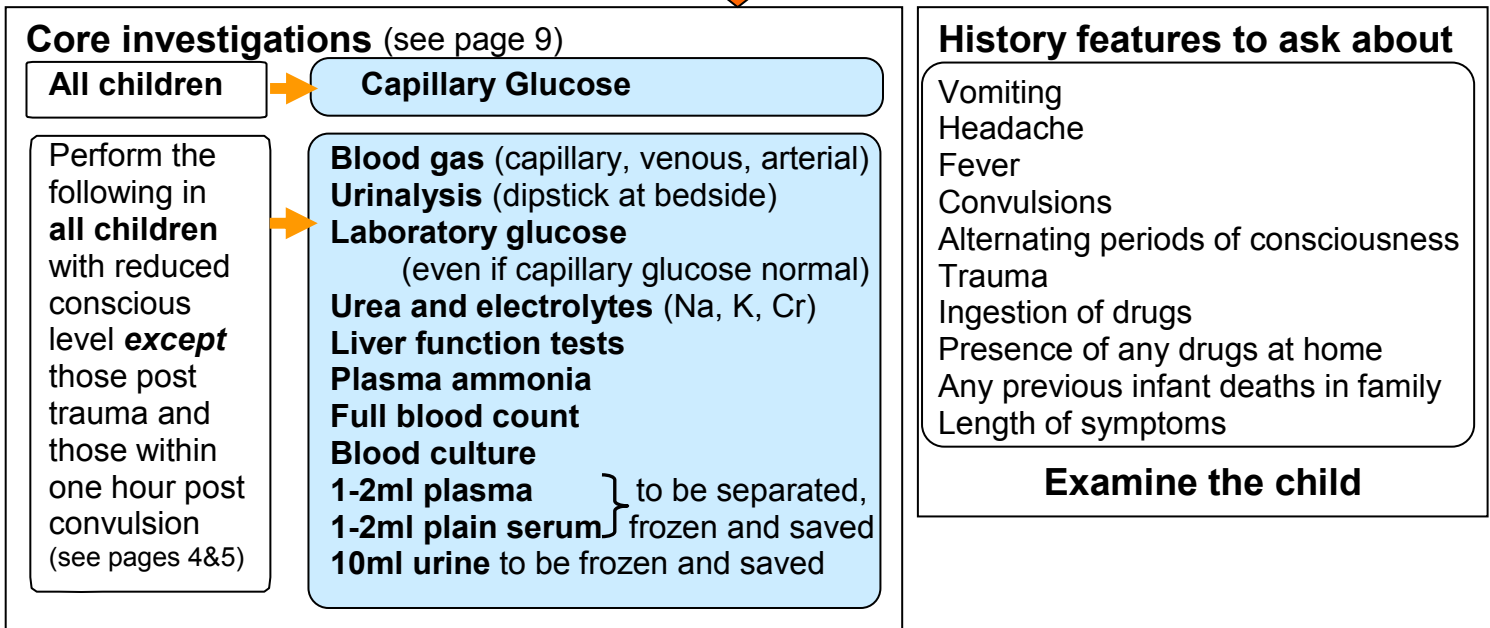 Core investigations (see page 9)
All children
Capillary Glucose
Perform the
following in
all children
with reduced
conscious
level except
those post
trauma and
those within
one hour post
convulsion
(see pages 4&5)
Blood gas (capillary, venous, arterial)
Urinalysis (dipstick at bedside)
Laboratory glucose
(even if capillary glucose normal)
Urea and electrolytes (Na, K, Cr)
Liver function tests
Plasma ammonia
Full blood count
Blood culture
1-2ml plasma } to be separated,
1-2ml plain serum frozen and saved
10ml urine to be frozen and saved
History features to ask about
Vomiting
Headache
Fever
Convulsions
Alternating periods of consciousness
Trauma
Ingestion of drugs
Presence of any drugs at home
Any previous infant deaths in family
Length of symptoms
Examine the child